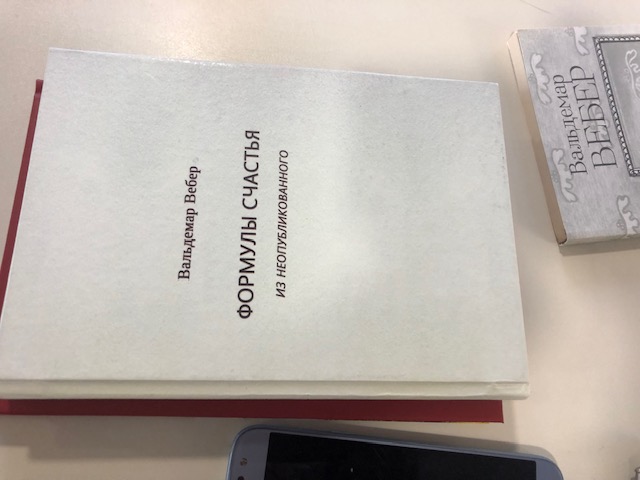 Вальдемар Вебер
ФОРМУЛЫ СЧАСТЬЯ
ИЗ НЕОПУБЛИКОВАННОГО
Вальдемар
ВЕБЕР